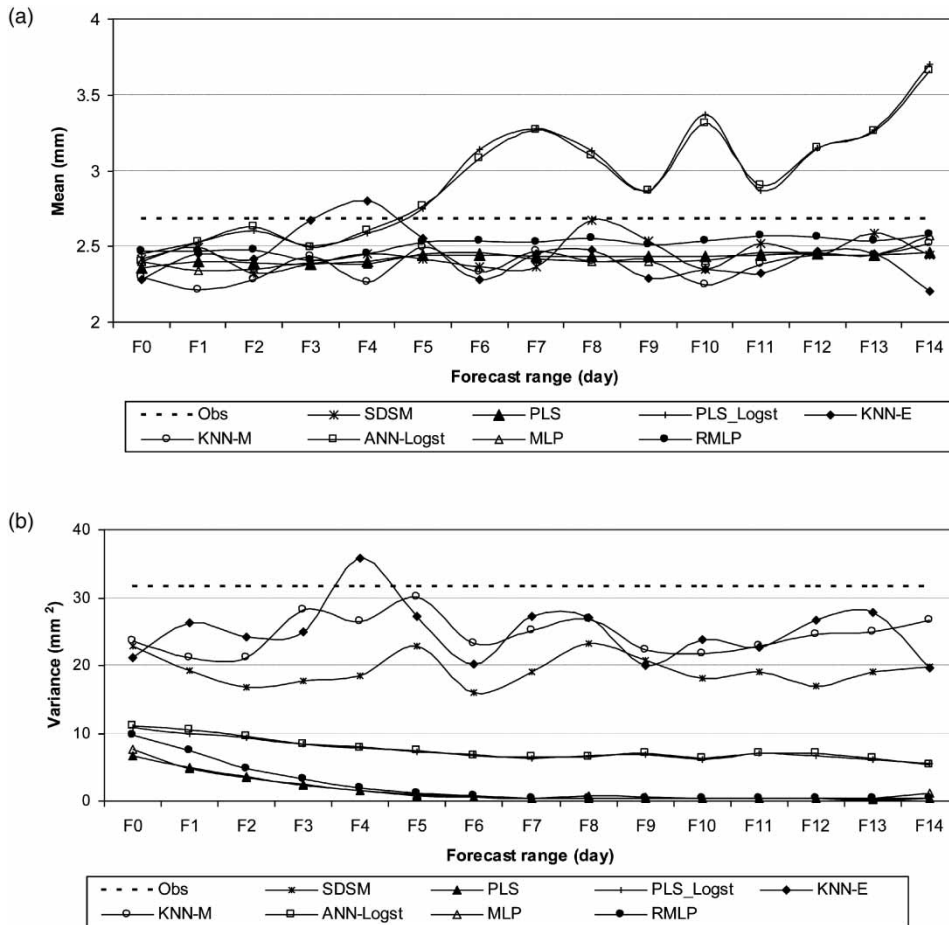 (a)
4
3.5
3
2.5
2
Mean (mm)
F0 F1 F2 F3 F4 F5 F6 F7 F8 F9 F10 F11 F12 F13 F14
Forecast range (day)
Obs SDSM PLS PLS_Logst KNN-E
KNN-M ANN-Logst MLP RMLP
(b)
40
30
20
10
0
Variance (mm ²)
F0 F1 F2 F3 F4 F5 F6 F7 F8 F9 F10 F11 F12 F13 F14
Forecast range (day)
Obs SDSM PLS PLS_Logst KNN-E
KNN-M ANN-Logst MLP RMLP